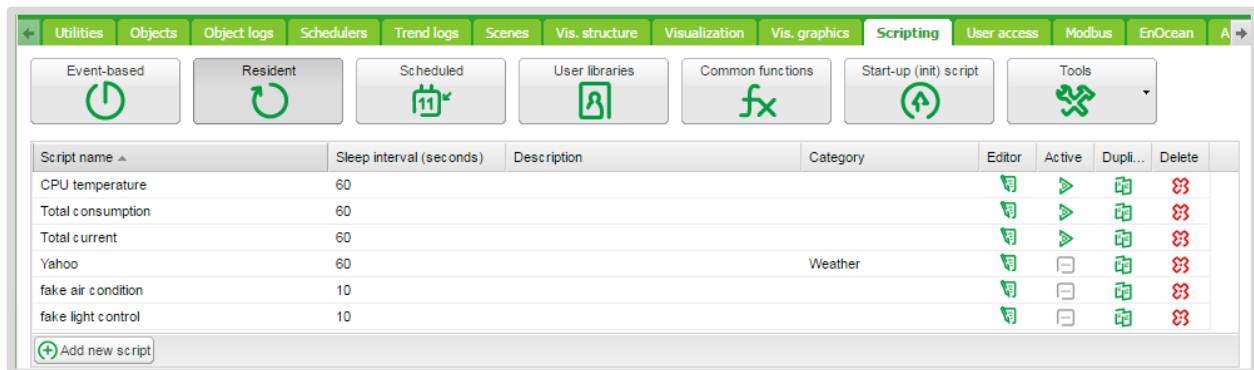 Utilities Objects Object logs Schedulers Trend logs Scenes Vis. structure Visualization Vis. graphics Scripting User access Modbus EnOcean A
Event-based Resident Scheduled User libraries Common functions Start-up (init) script Tools
11
Script name Sleep interval (seconds) Description Category Editor Active Dupli... Delete
CPU temperature 60
Total consumption 60
Total current 60
Yahoo 60 Weather
fake air condition 10
fake light control 10
Add new script